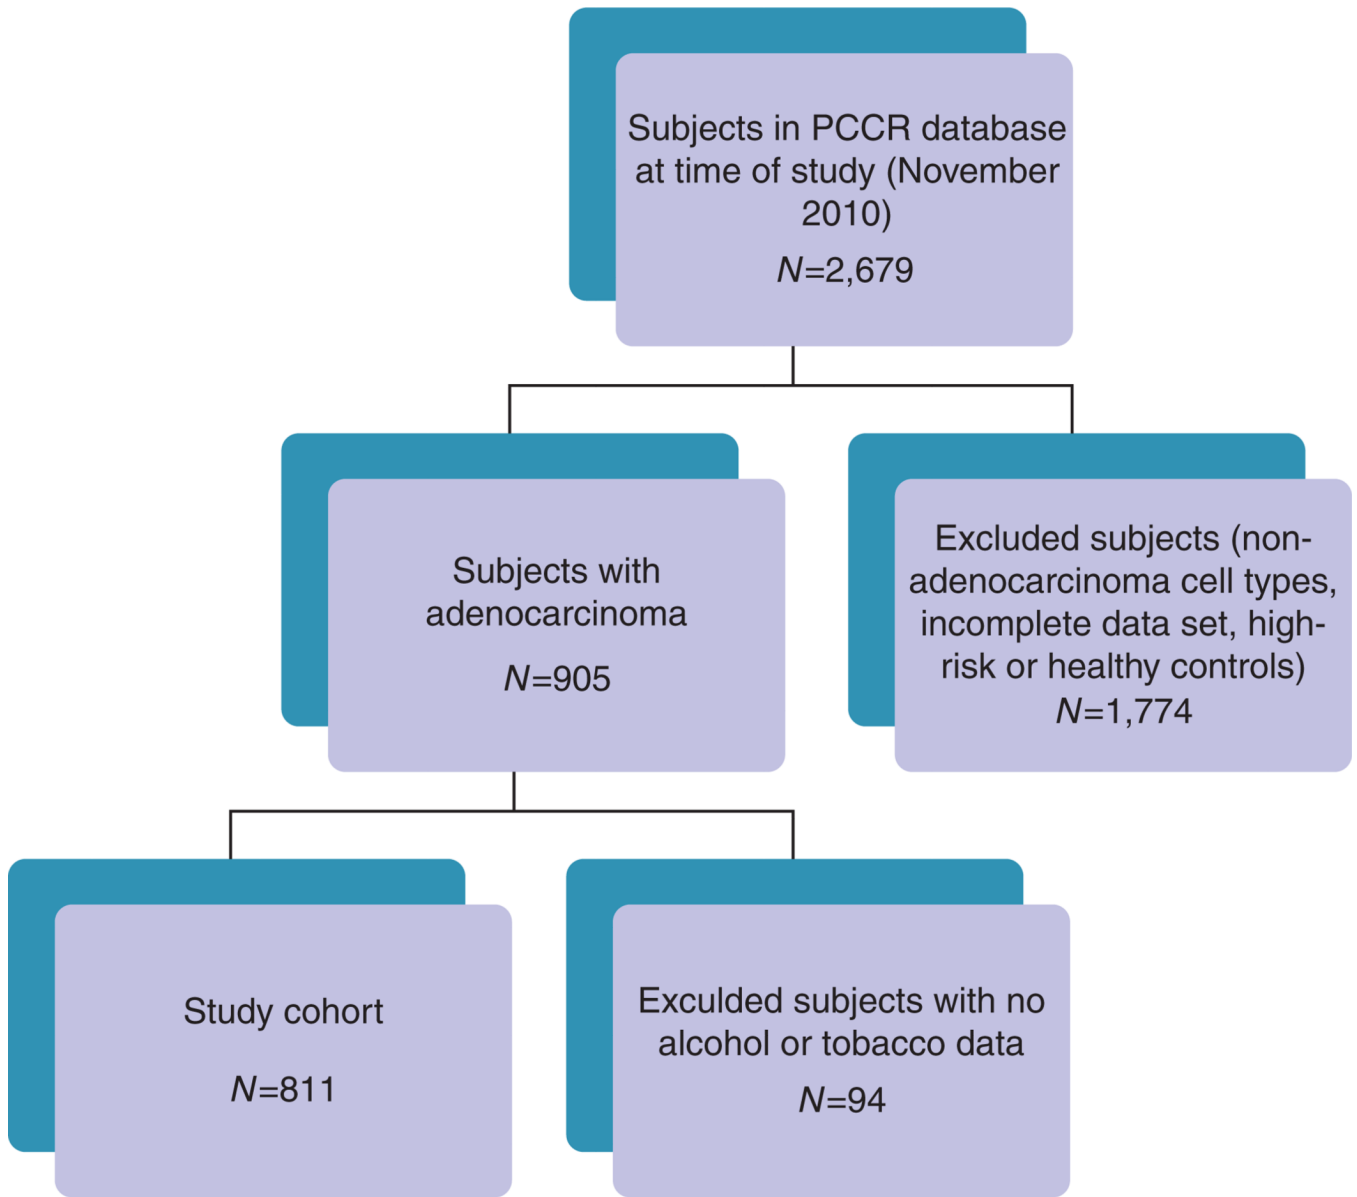 Subjects in PCCR database
at time of study (November
2010)
N=2,679
Subjects with
adenocarcinoma
N=905
Excluded subjects (non-
adenocarcinoma cell types,
incomplete data set, high-
risk or healthy controls)
N=1,774
Study cohort
N=811
Exculded subjects with no
alcohol or tobacco data
N=94